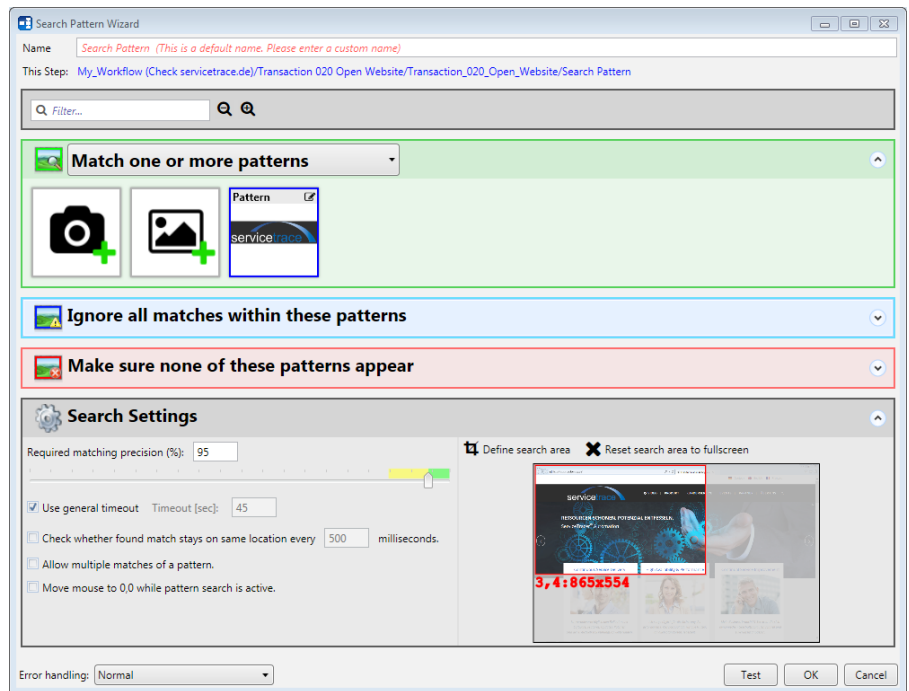 Search Pattern Wizard
Name Search Pattern (This is a default name. Please enter a custom name)
This Step: My_Workflow (Check servicetrace.de)/Transaction 020 Open Website/Transaction_020_Open_Website/Search Pattern
Filter...
Match one or more patterns
Pattern
servicetrace
Ignore all matches within these patterns
Make sure none of these patterns appear
Search Settings
Required matching precision (%): 95
Define search area Reset search area to fullscreen
servicetrace
RESSOURCEN SCHONEN, POTENZIAL ENTFESSELN.
3,4:865x554
Use general timeout Timeout [sec]: 45
Check whether found match stays on same location every 500 milliseconds.
Allow multiple matches of a pattern.
Move mouse to 0,0 while pattern search is active.
Error handling: Normal
Test OK Cancel